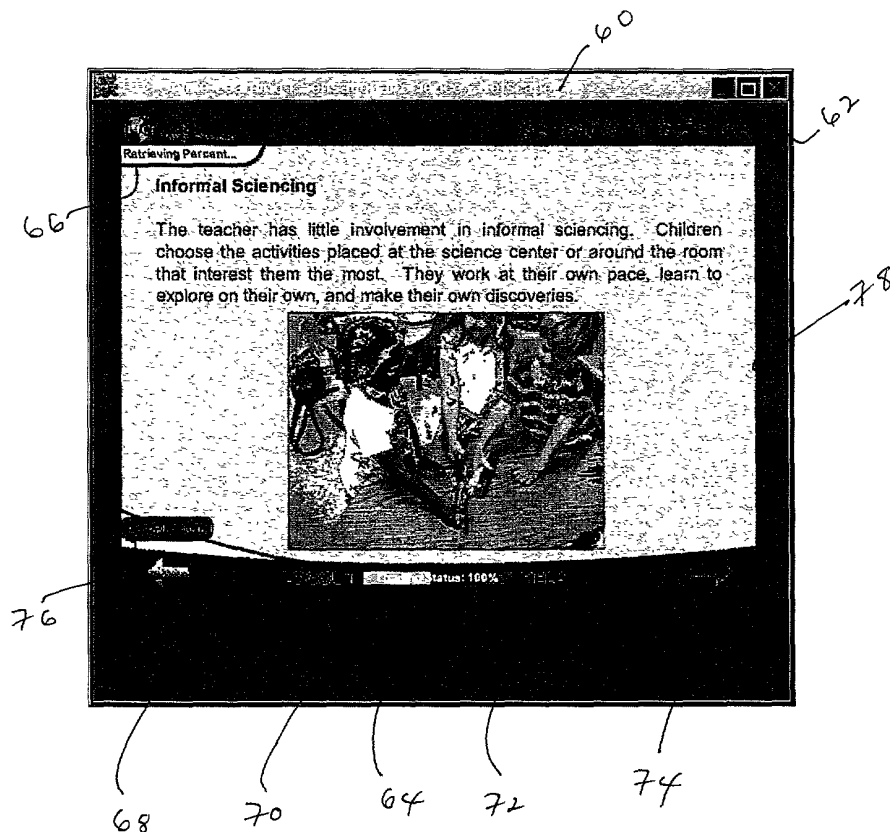 60
62
Retrieving Percent...
66
Informal Sciencing
The teacher has little involvement in informal sciencing. Children
choose the activities placed at the science center or around the room
that interest them the most. They work at their own pace, learn to
explore on their own, and make their own discoveries.
78
Status: 100%
76
68
70
64
72
74